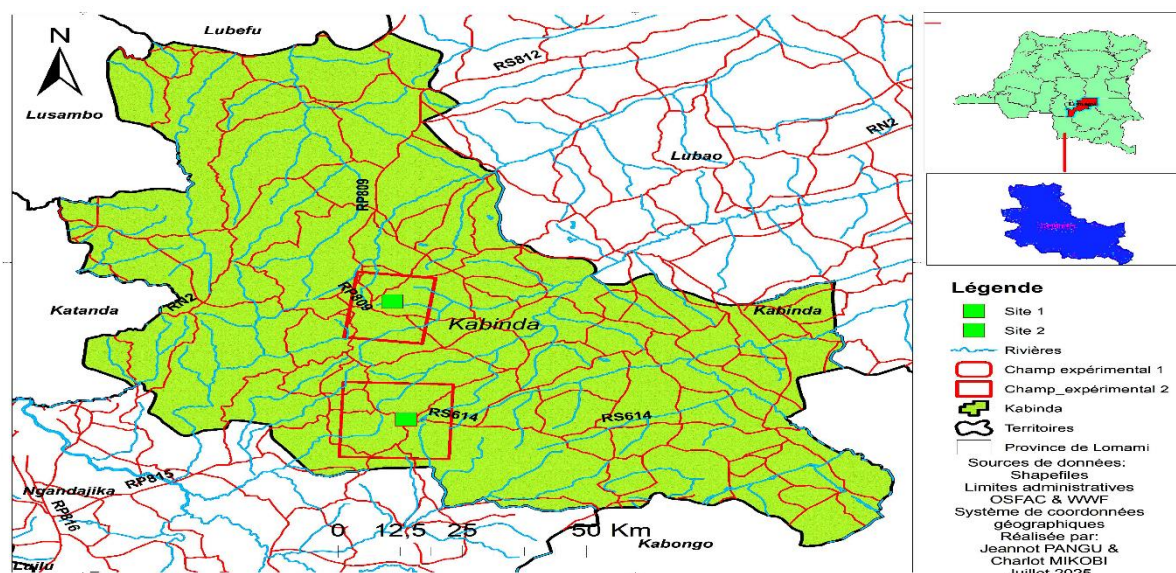 N
Lubefu
Lusambo
RS812
RN2
Lubao
RP809
Katanda
RN2
RP809
Kabinda
Kabinda
RS614
RS614
Ngandajika
RP815
RP816
0 12,5 25 50 Km
Kabongo
Luilu
Légende
Site 1
Site 2
Rivières
Champ expérimental 1
Champ_expérimental 2
Kabinda
Territoires
Province de Lomami
Sources de données:
Shapefiles
Limites administratives
OSFAC & WWF
Système de coordonnées
géographiques
Réalisée par:
Jeannot PANGU &
Charlot MIKOBI
Juillet 2025